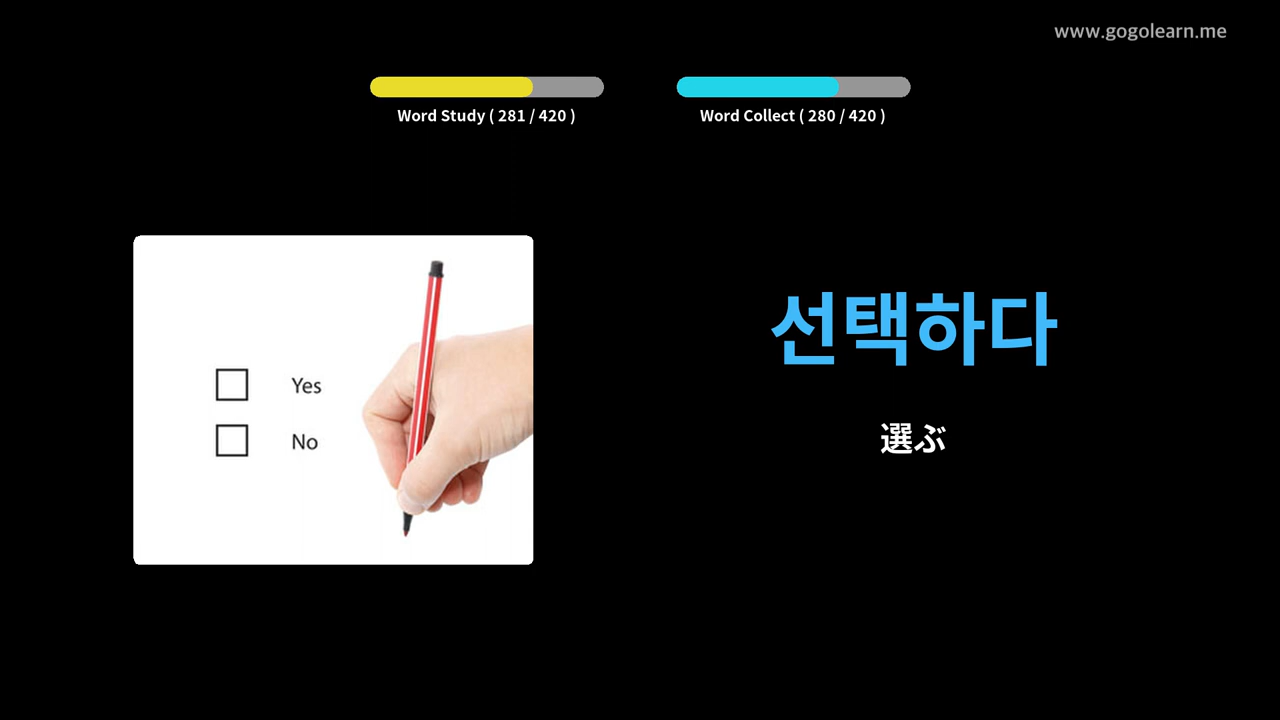 www.gogolearn.me
Word Study ( 281 / 420 )
Word Collect ( 280 / 420 )
Yes
No
선택하다
選ぶ